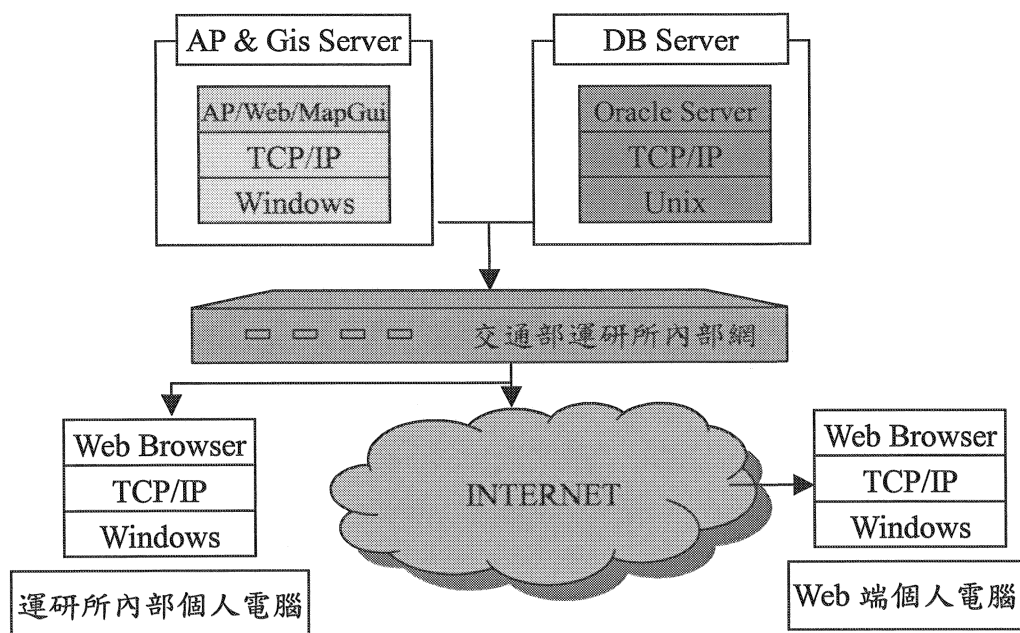 AP & Gis Server
AP/Web/MapGui
TCP/IP
Windows
DB Server
Oracle Server
TCP/IP
Unix
交通部運研所內部網
Web Browser
TCP/IP
Windows
運研所內部個人電腦
INTERNET
Web Browser
TCP/IP
Windows
Web 端個人電腦